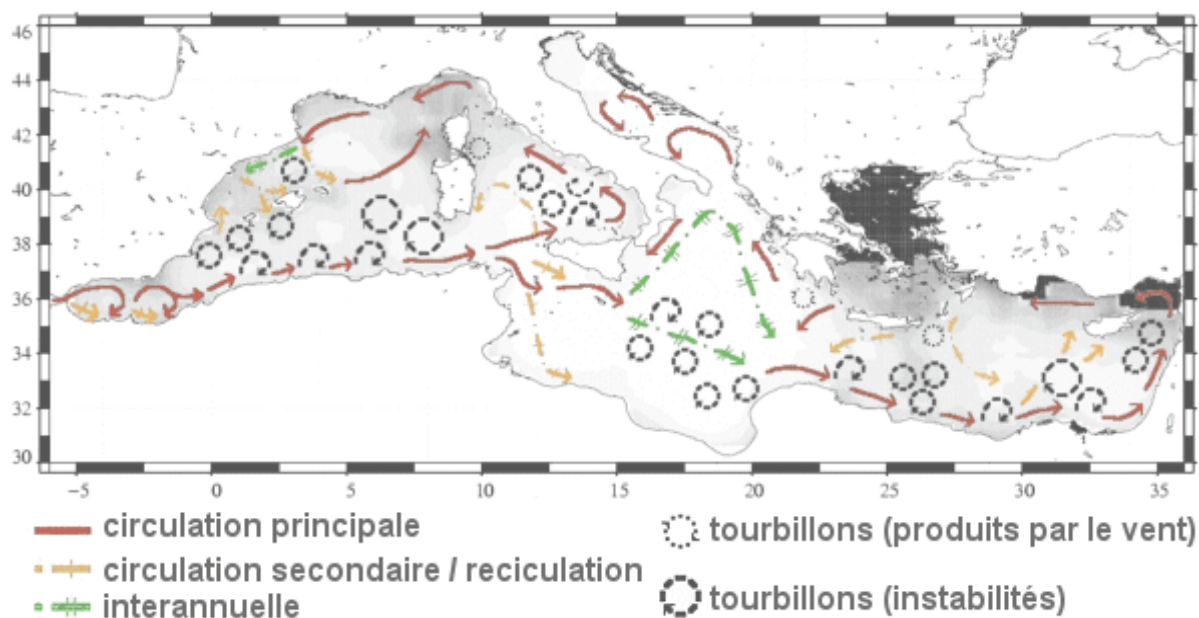 46
44
42
40
38
36
34
32
30
−5 0 5 10 15 20 25 30 35
circulation principale
circulation secondaire / reciculation
interannuelle
tourbillons (produits par le vent)
tourbillons (instabilités)